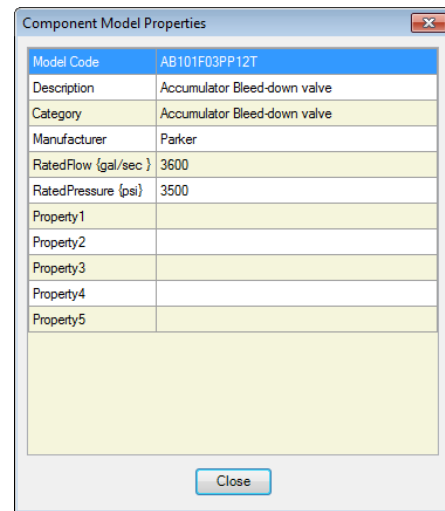 Component Model Properties
Model Code AB101F03PP12T
Description Accumulator Bleed-down valve
Category Accumulator Bleed-down valve
Manufacturer Parker
RatedFlow {gal/sec } 3600
RatedPressure {psi} 3500
Property1
Property2
Property3
Property4
Property5
Close